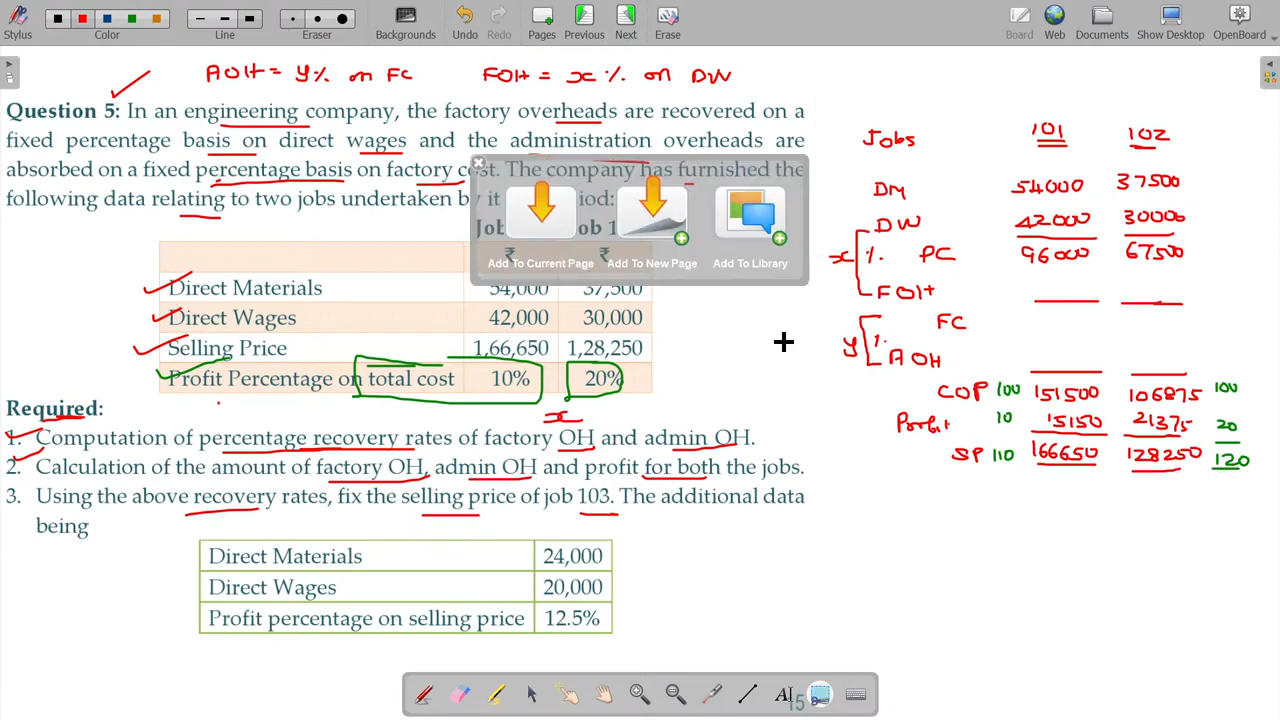 Stylus Color Line Eraser Backgrounds Undo Redo Pages Previous Next Erase Board Web Documents Show Desktop OpenBoard
AOH = y% on FC FOH = x % on DW
Question 5: In an engineering company, the factory overheads are recovered on a
fixed percentage basis on direct wages and the administration overheads are
absorbed on a fixed percentage basis on factory cost. The company has furnished the
following data relating to two jobs undertaken by it
Add To Current Page Add To New Page Add To Library
₹ ₹
Direct Materials 54,000 37,500
Direct Wages 42,000 30,000
Selling Price 1,66,650 1,28,250
Profit Percentage on total cost 10% 20%
Required:
x
1. Computation of percentage recovery rates of factory OH and admin OH.
2. Calculation of the amount of factory OH, admin OH and profit for both the jobs.
3. Using the above recovery rates, fix the selling price of job 103. The additional data
being
Direct Materials 24,000
Direct Wages 20,000
Profit percentage on selling price 12.5%
Jobs 101 102
DM 54000 37500
DW 42000 30000
x % PC 96000 67500
FOH
FC
y %
AOH
COP 100 151500 106875 100
Profit 10 15150 21375 20
SP 110 166650 128250 120
15